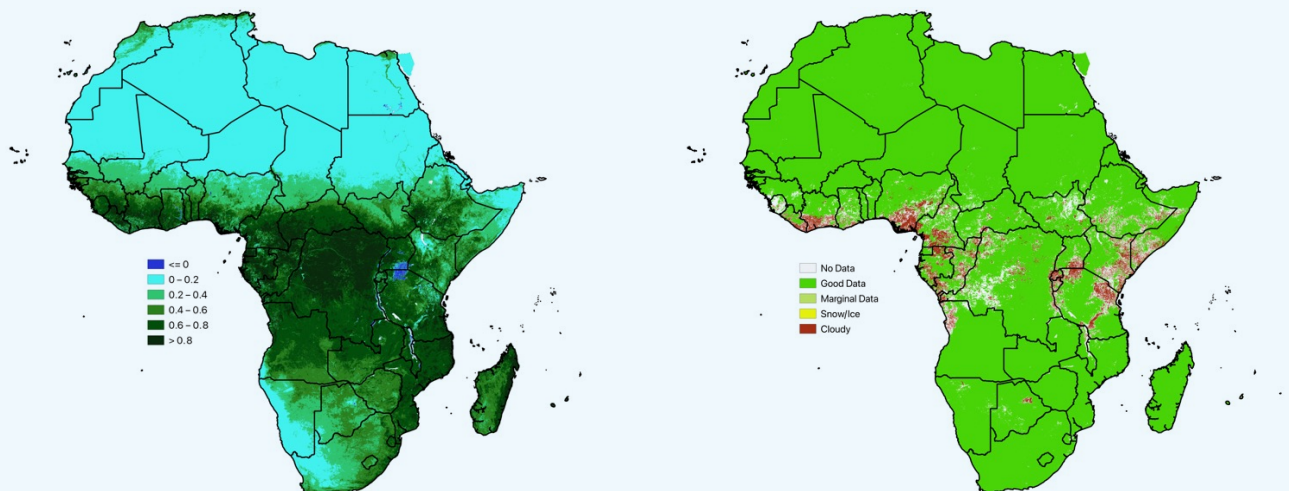 <= 0
0 – 0.2
0.2 – 0.4
0.4 – 0.6
0.6 – 0.8
> 0.8
No Data
Good Data
Marginal Data
Snow/Ice
Cloudy